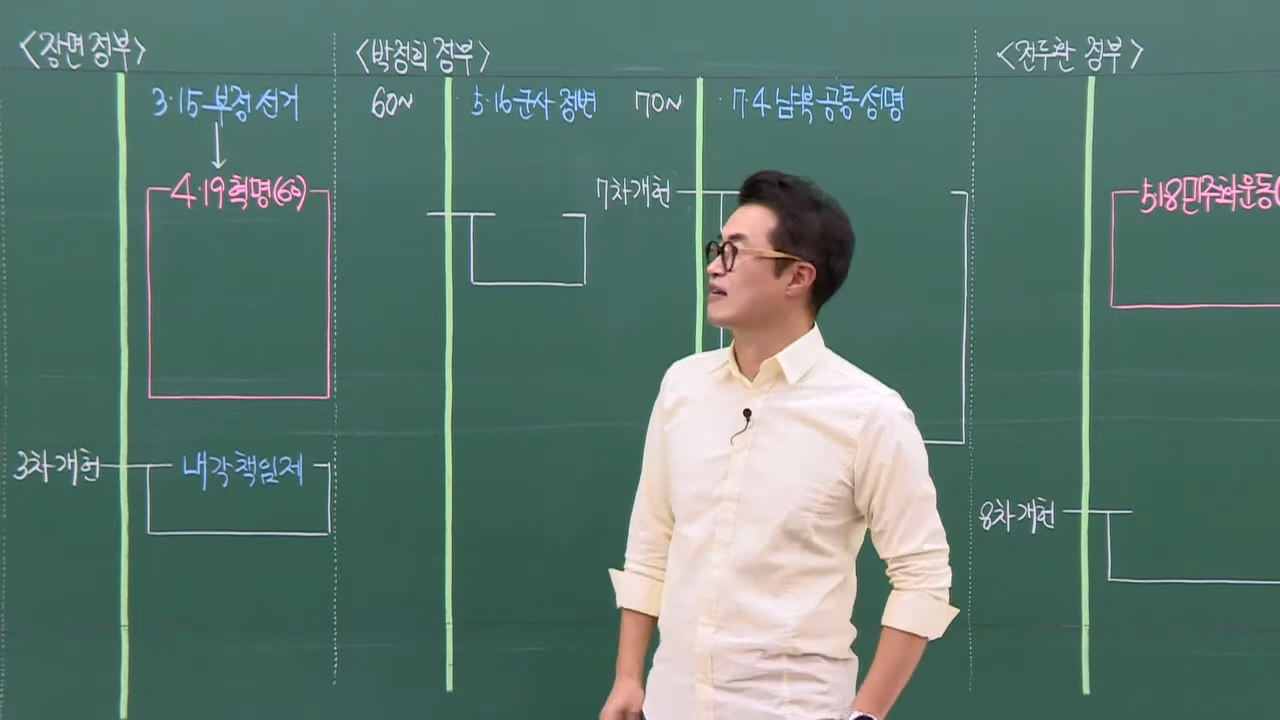 <장면 정부>
3·15 부정 선거
4·19 혁명(60)
3차 개헌
내각 책임제
<박정희 정부>
60~
5·16 군사 정변
70~
7·4 남북 공동 성명
7차 개헌
<전두환 정부>
5·18 민주화 운동(
8차 개헌